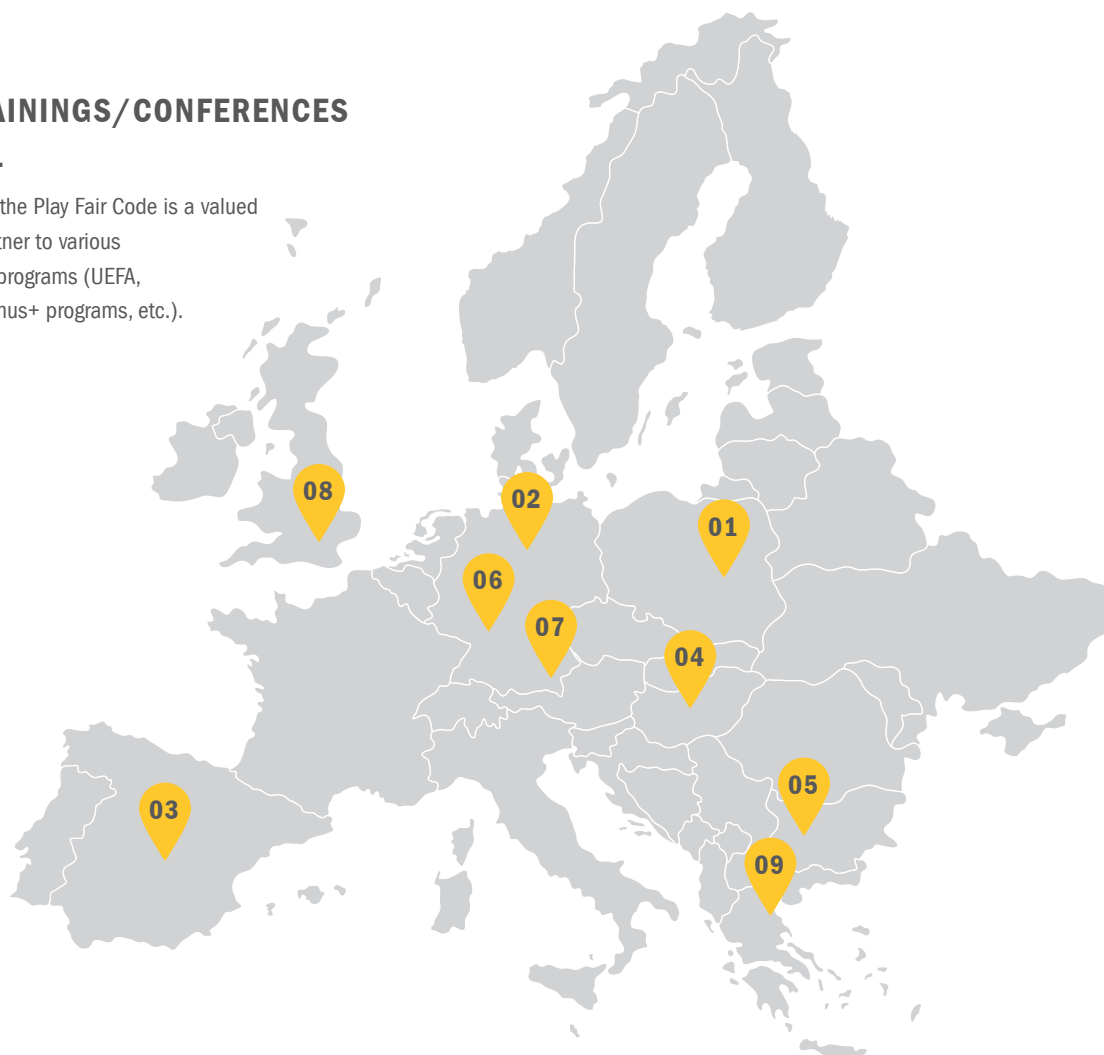 AININGS/CONFERENCES
the Play Fair Code is a valued
tner to various
programs (UEFA,
nus+ programs, etc.).
08
02
01
06
07
04
03
05
09